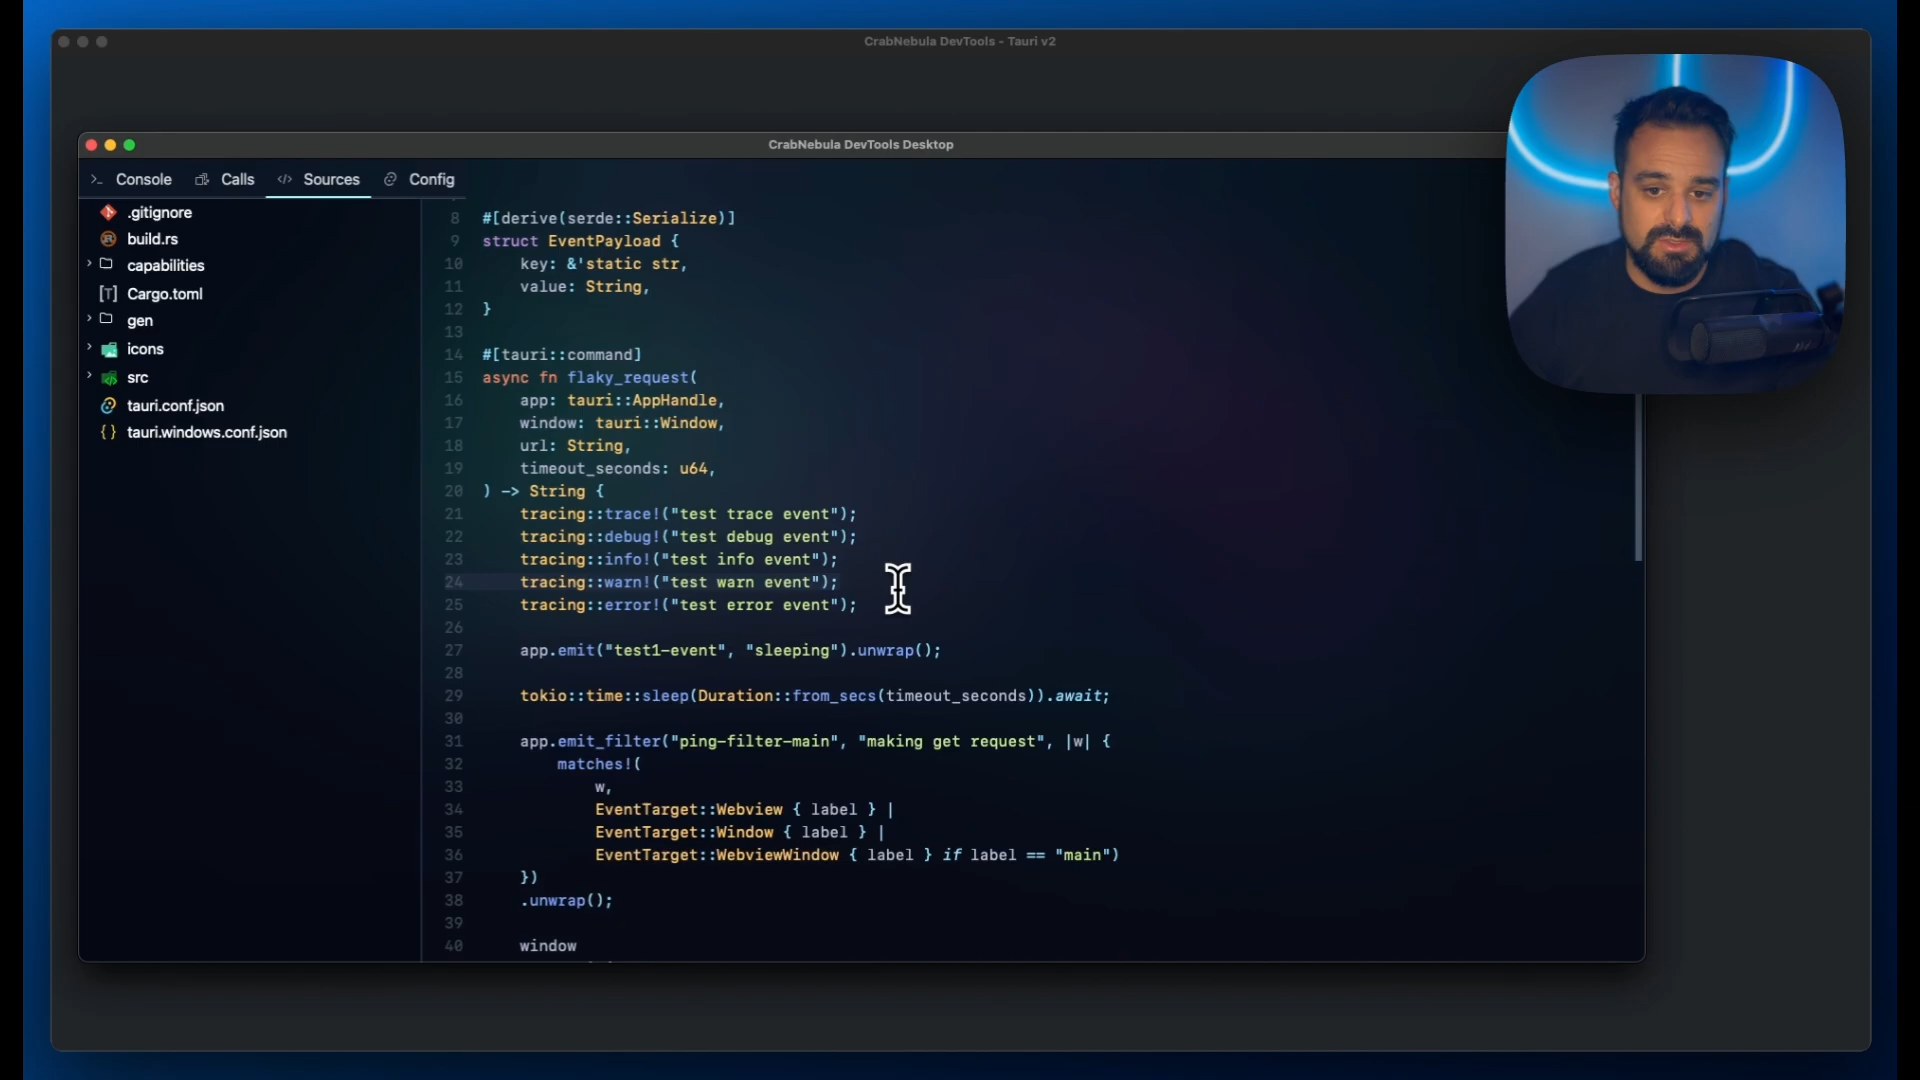 CrabNebula DevTools - Tauri v2
CrabNebula DevTools Desktop
Console Calls Sources Config
.gitignore
build.rs
capabilities
Cargo.toml
gen
icons
src
tauri.conf.json
tauri.windows.conf.json
8 #[derive(serde::Serialize)]
9 struct EventPayload {
10 key: &'static str,
11 value: String,
12 }
13
14 #[tauri::command]
15 async fn flaky_request(
16 app: tauri::AppHandle,
17 window: tauri::Window,
18 url: String,
19 timeout_seconds: u64,
20 ) -> String {
21 tracing::trace!("test trace event");
22 tracing::debug!("test debug event");
23 tracing::info!("test info event");
24 tracing::warn!("test warn event");
25 tracing::error!("test error event");
26
27 app.emit("test1-event", "sleeping").unwrap();
28
29 tokio::time::sleep(Duration::from_secs(timeout_seconds)).await;
30
31 app.emit_filter("ping-filter-main", "making get request", |w| {
32 matches!(
33 w,
34 EventTarget::Webview { label } |
35 EventTarget::Window { label } |
36 EventTarget::WebviewWindow { label } if label == "main")
37 })
38 .unwrap();
39
40 window